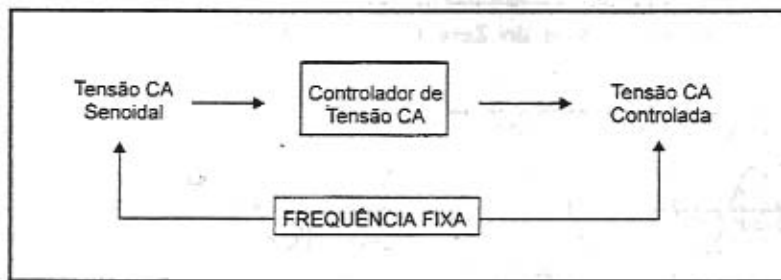 Tensão CA
Senoidal
Controlador de
Tensão CA
Tensão CA
Controlada
FREQUÊNCIA FIXA